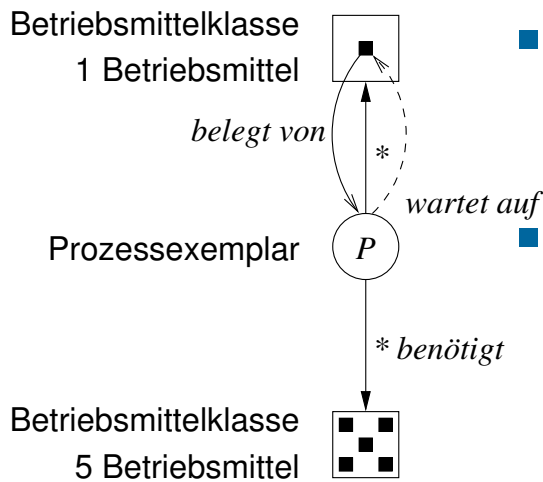 Betriebsmittelklasse
1 Betriebsmittel
belegt von
*
wartet auf
Prozessexemplar
P
* benötigt
Betriebsmittelklasse
5 Betriebsmittel